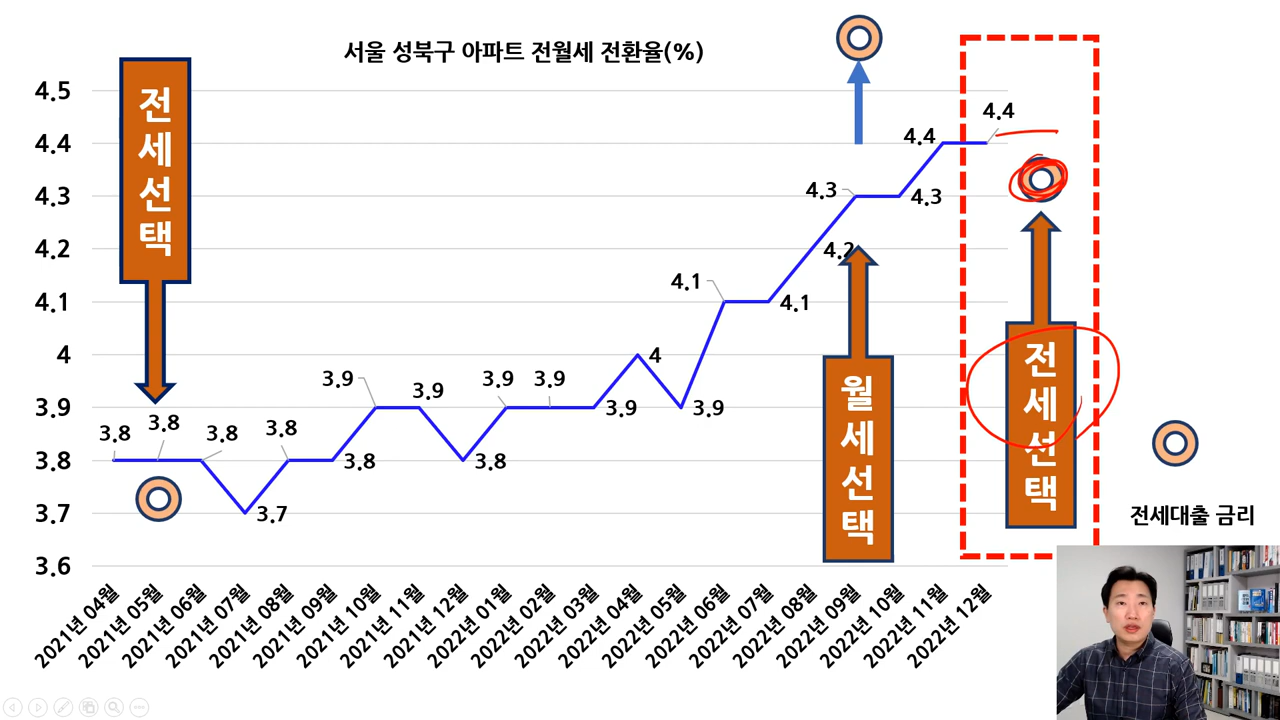 서울 성북구 아파트 전월세 전환율(%)
4.5
4.4
4.3
4.2
4.1
4
3.9
3.8
3.7
3.6
전세선택
3.8
3.8
3.8
3.7
3.8
3.8
3.9
3.9
3.8
3.9
3.9
3.9
4
3.9
4.1
4.1
4.2
4.3
4.3
4.4
4.4
월세선택
전세선택
전세대출 금리
2021년 04월
2021년 05월
2021년 06월
2021년 07월
2021년 08월
2021년 09월
2021년 10월
2021년 11월
2021년 12월
2022년 01월
2022년 02월
2022년 03월
2022년 04월
2022년 05월
2022년 06월
2022년 07월
2022년 08월
2022년 09월
2022년 10월
2022년 11월
2022년 12월